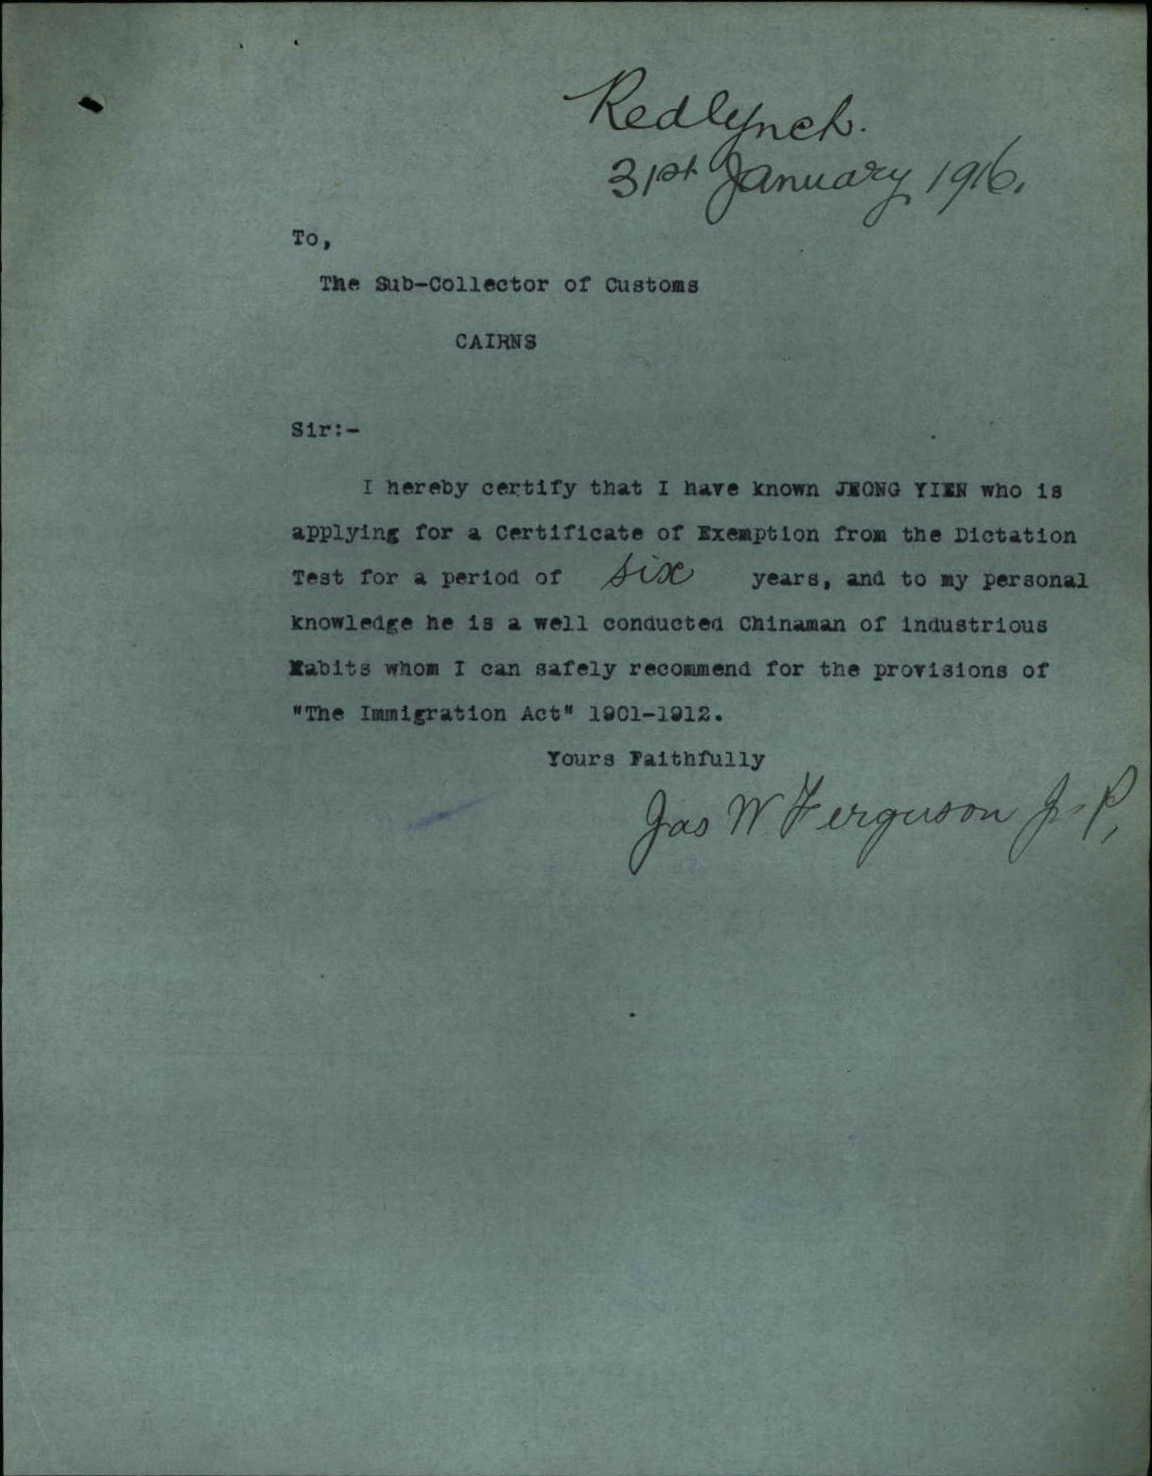 Redlynch.
31st January 1916.
To,
The Sub-Collector of Customs
CAIRNS
Sir:-
I hereby certify that I have known JEONG YIEN who is
applying for a Certificate of Exemption from the Dictation
Test for a period of six years, and to my personal
knowledge he is a well conducted Chinaman of industrious
Habits whom I can safely recommend for the provisions of
"The Immigration Act" 1901-1912.
Yours Faithfully
Jas W Ferguson J.P,